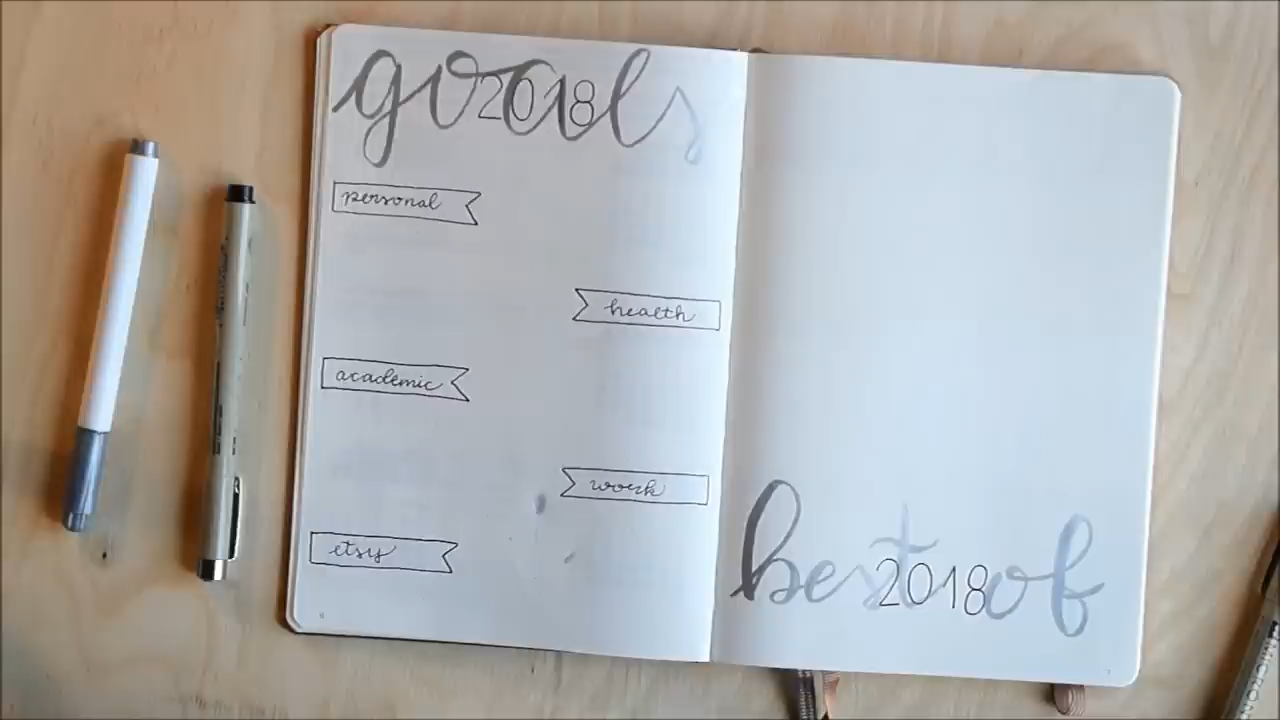 goals
2018
personal
health
academic
work
etsy
best of
2018